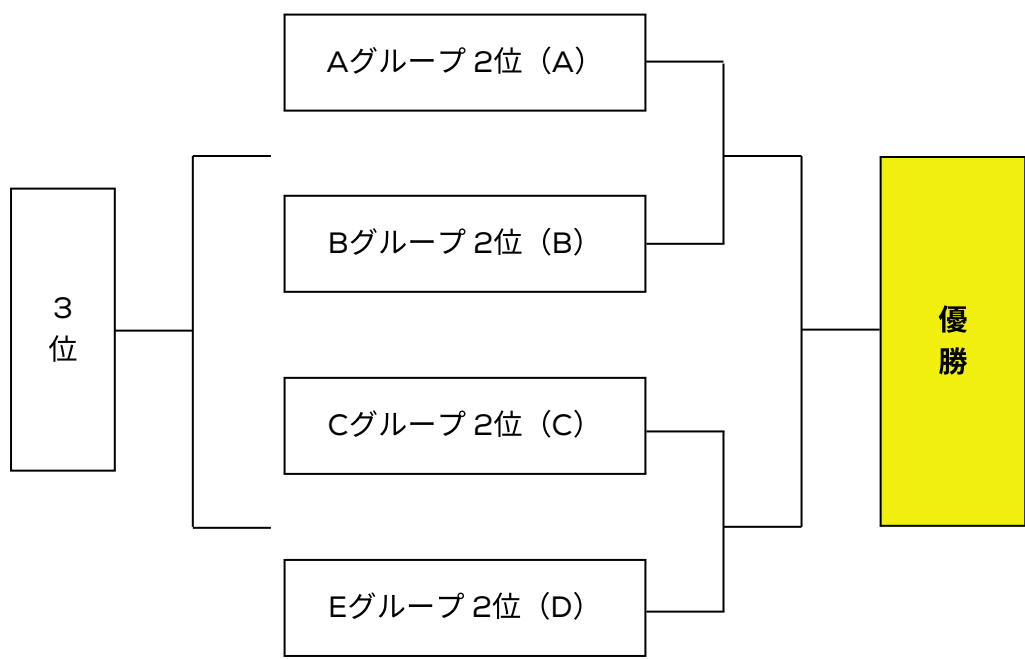 Aグループ 2位（A）
Bグループ 2位（B）
3
位
優
勝
Cグループ 2位（C）
Eグループ 2位（D）